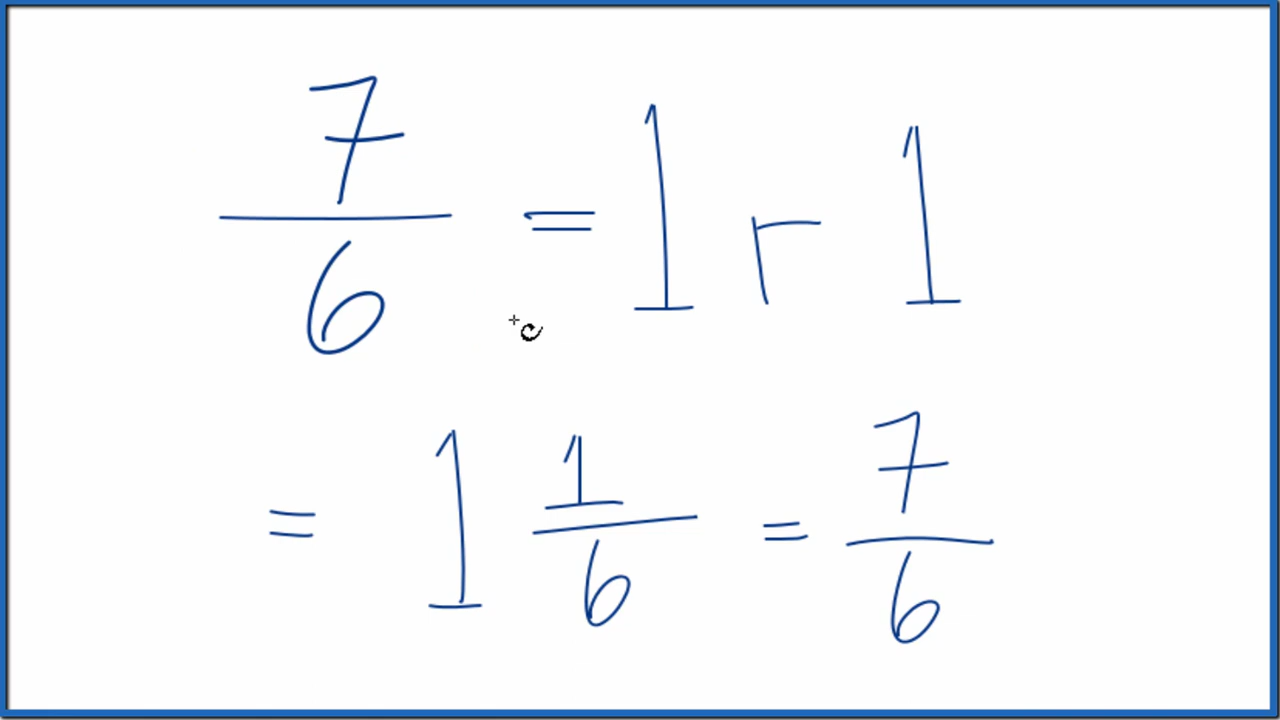 7/6 = 1 r 1
= 1 1/6 = 7/6